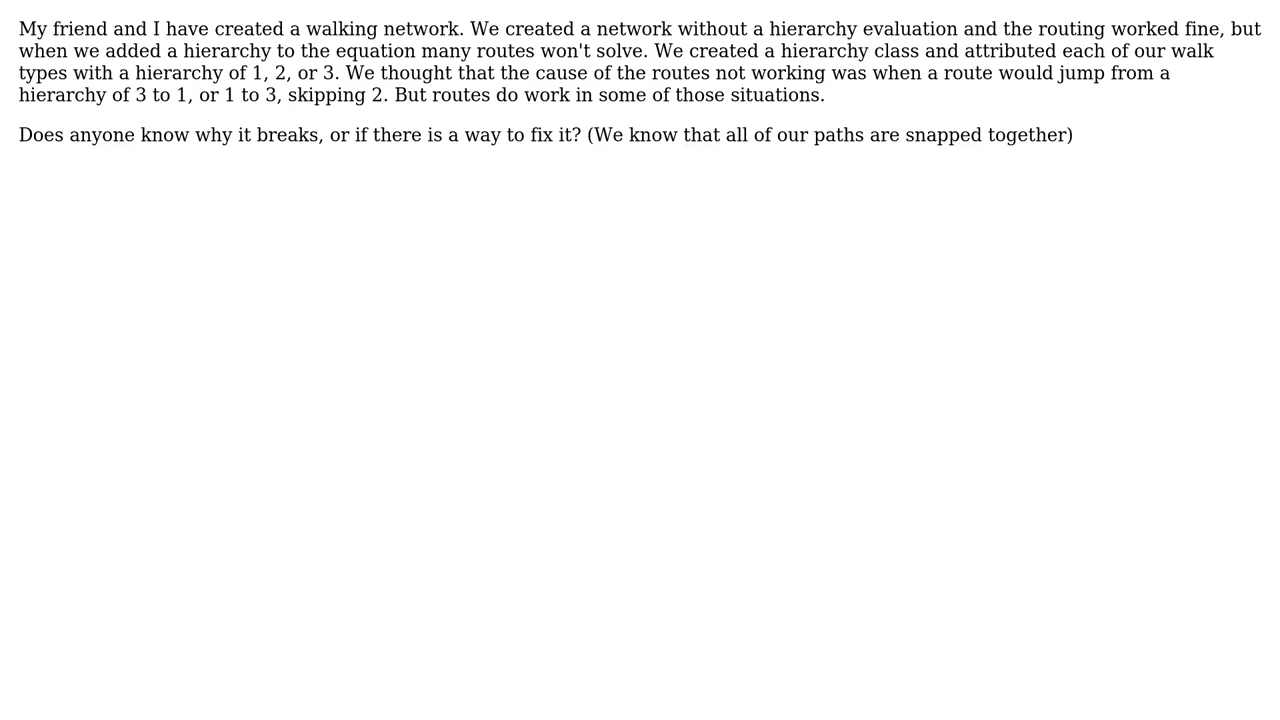 My friend and I have created a walking network. We created a network without a hierarchy evaluation and the routing worked fine, but
when we added a hierarchy to the equation many routes won't solve. We created a hierarchy class and attributed each of our walk
types with a hierarchy of 1, 2, or 3. We thought that the cause of the routes not working was when a route would jump from a
hierarchy of 3 to 1, or 1 to 3, skipping 2. But routes do work in some of those situations.
Does anyone know why it breaks, or if there is a way to fix it? (We know that all of our paths are snapped together)